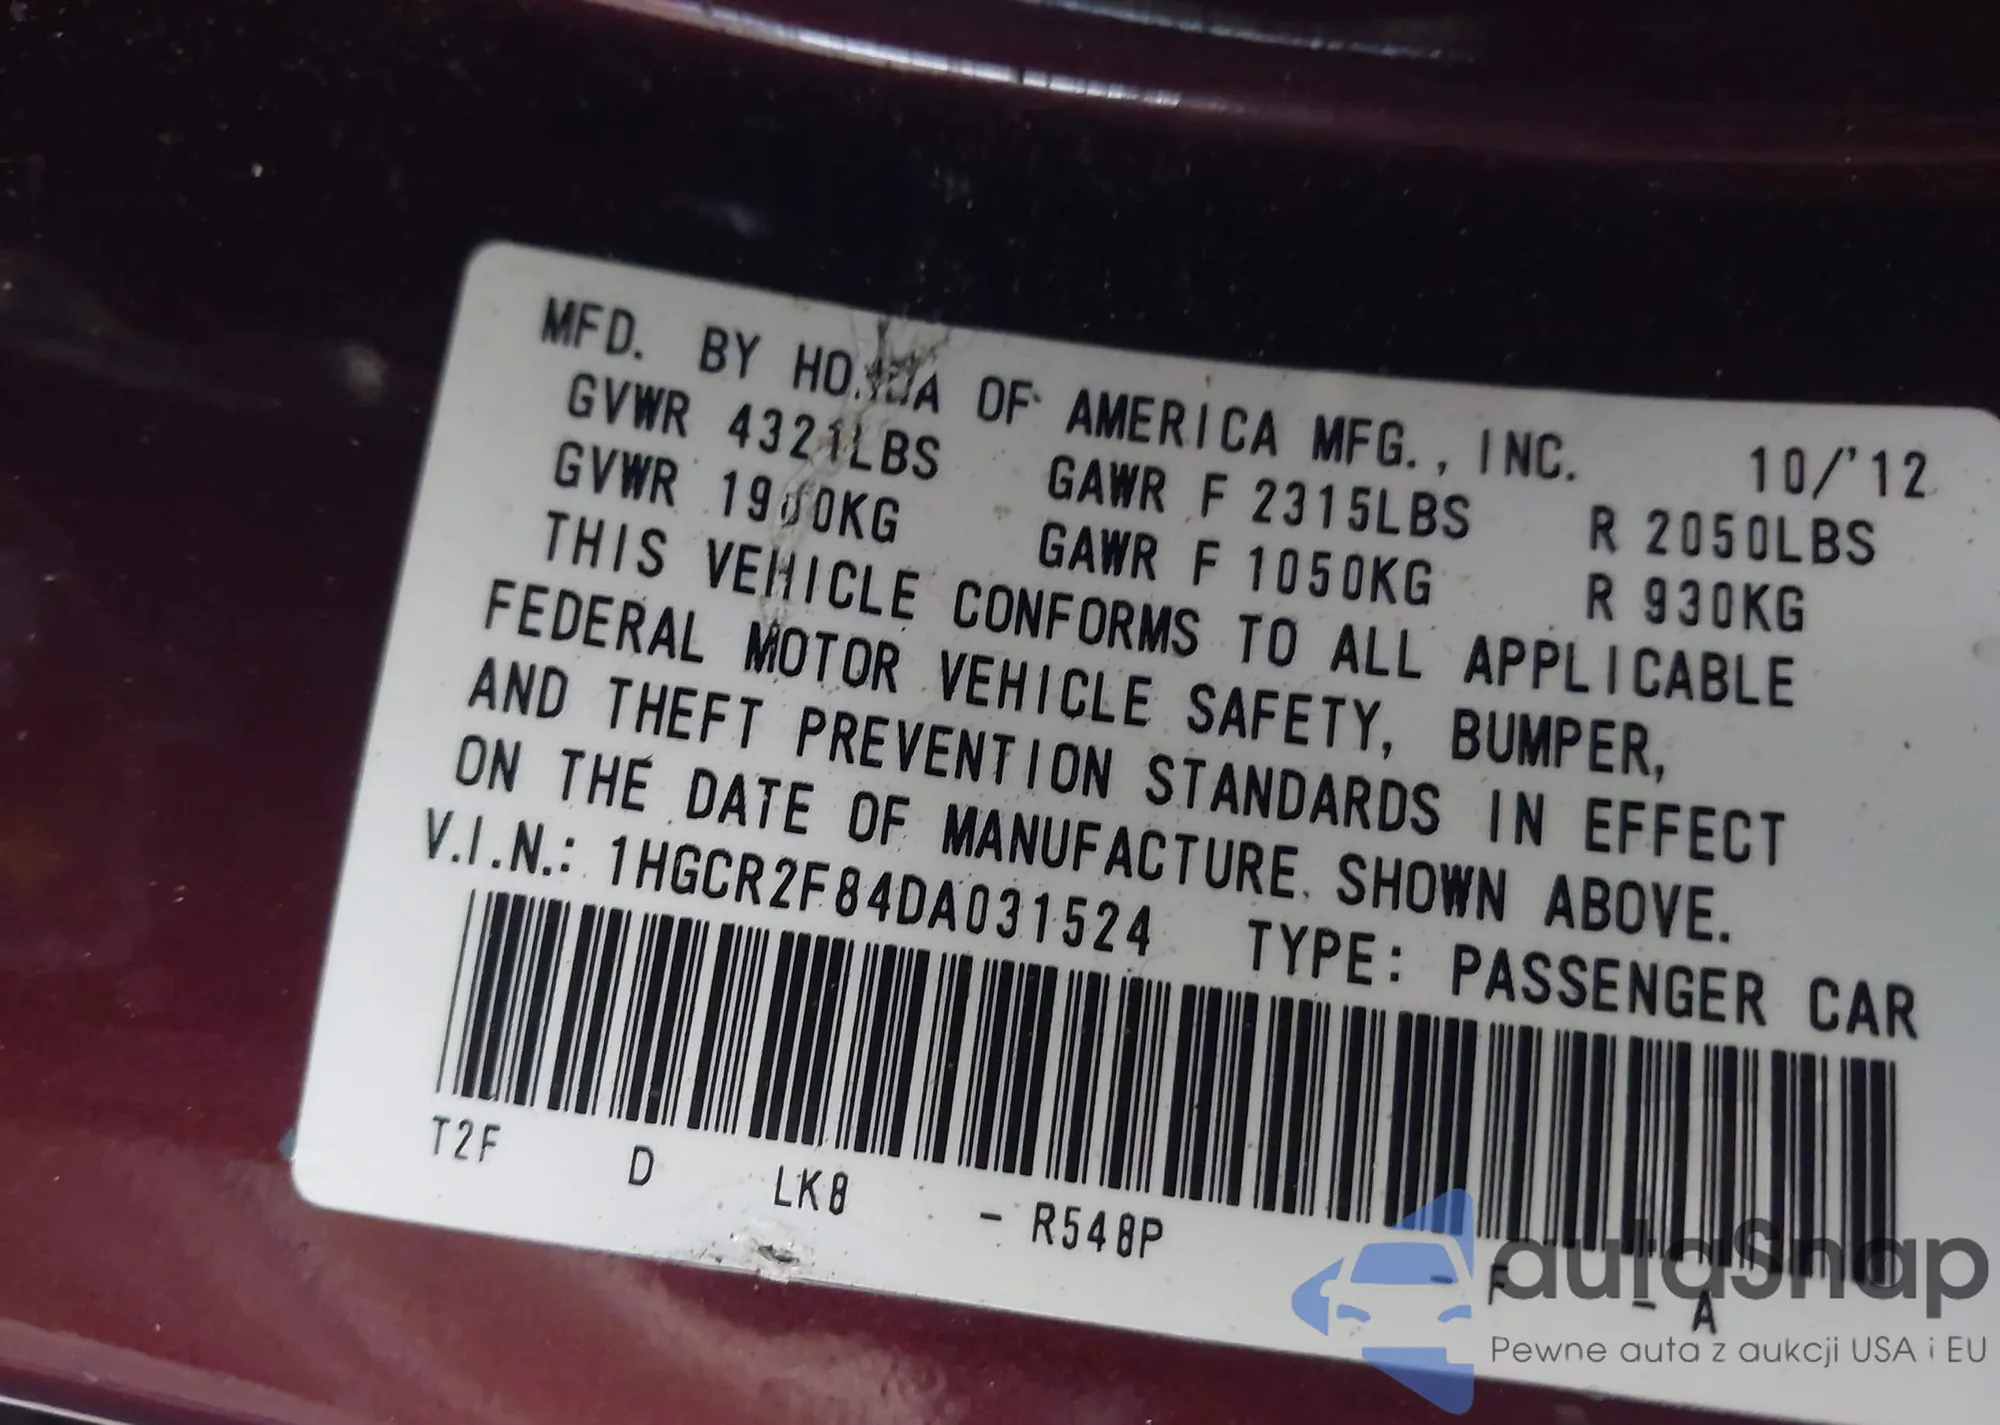 MFD. BY HONDA OF AMERICA MFG., INC. 10/'12
GVWR 4321LBS GAWR F 2315LBS R 2050LBS
GVWR 1960KG GAWR F 1050KG R 930KG
THIS VEHICLE CONFORMS TO ALL APPLICABLE
FEDERAL MOTOR VEHICLE SAFETY, BUMPER,
AND THEFT PREVENTION STANDARDS IN EFFECT
ON THE DATE OF MANUFACTURE SHOWN ABOVE.
V.I.N.: 1HGCR2F84DA031524 TYPE: PASSENGER CAR
T2F D LK8 - R548P - F - A
autaSnap
Pewne auta z aukcji USA i EU